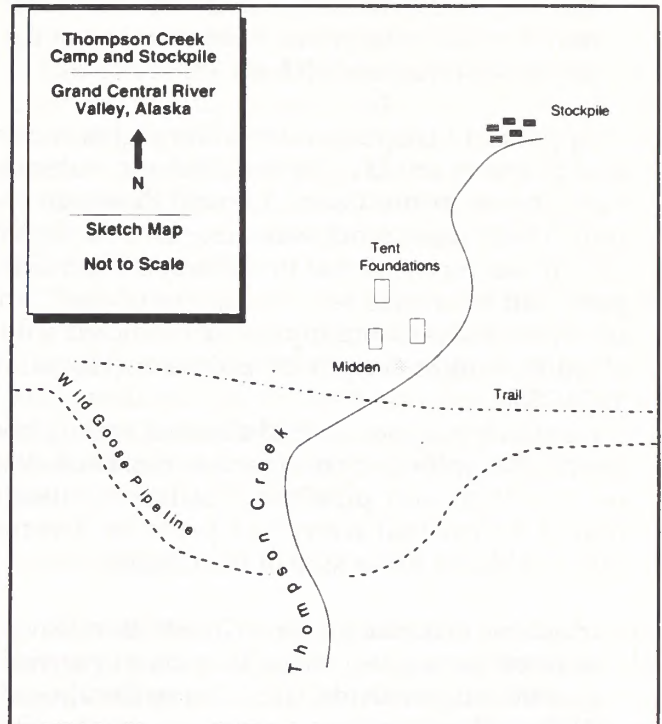 Thompson Creek
Camp and Stockpile
Grand Central River
Valley, Alaska
N
Sketch Map
Not to Scale
Stockpile
Tent
Foundations
Midden
Trail
Wild Goose Pipeline
Thompson Creek